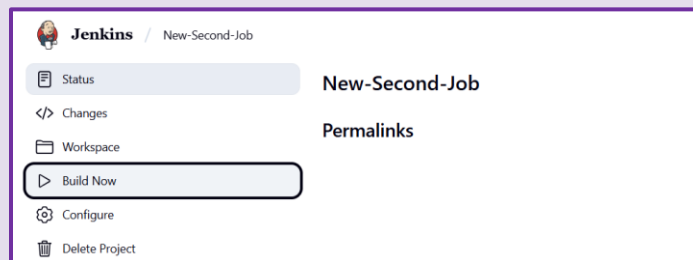 Jenkins / New-Second-Job
Status
New-Second-Job
</> Changes
Permalinks
Workspace
Build Now
Configure
Delete Project